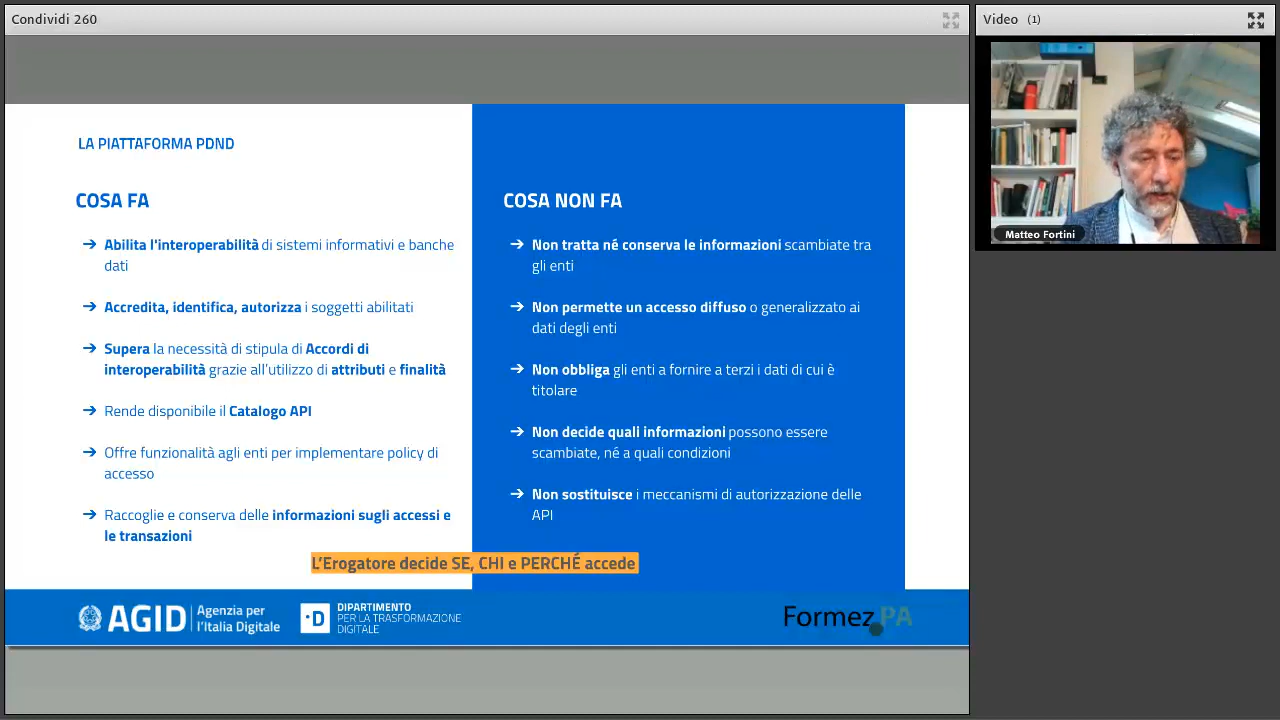 Condividi 260
Video (1)
LA PIATTAFORMA PDND
COSA FA
➔ Abilita l'interoperabilità di sistemi informativi e banche
dati
➔ Accredita, identifica, autorizza i soggetti abilitati
➔ Supera la necessità di stipula di Accordi di
interoperabilità grazie all'utilizzo di attributi e finalità
➔ Rende disponibile il Catalogo API
➔ Offre funzionalità agli enti per implementare policy di
accesso
➔ Raccoglie e conserva delle informazioni sugli accessi e
le transazioni
COSA NON FA
➔ Non tratta né conserva le informazioni scambiate tra
gli enti
➔ Non permette un accesso diffuso o generalizzato ai
dati degli enti
➔ Non obbliga gli enti a fornire a terzi i dati di cui è
titolare
➔ Non decide quali informazioni possono essere
scambiate, né a quali condizioni
➔ Non sostituisce i meccanismi di autorizzazione delle
API
L'Erogatore decide SE, CHI e PERCHÉ accede
AGID
Agenzia per
l'Italia Digitale
D
DIPARTIMENTO
PER LA TRASFORMAZIONE
DIGITALE
Formez PA
Matteo Fortini